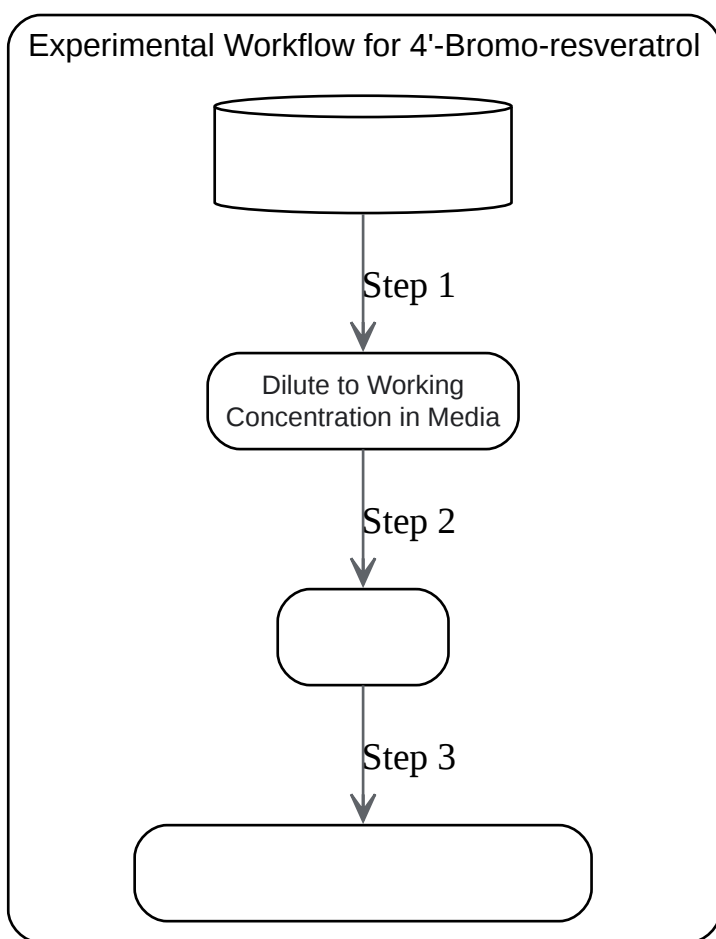 Experimental Workflow for 4'-Bromo-resveratrol
Step 1
Dilute to Working
Concentration in Media
Step 2
Step 3